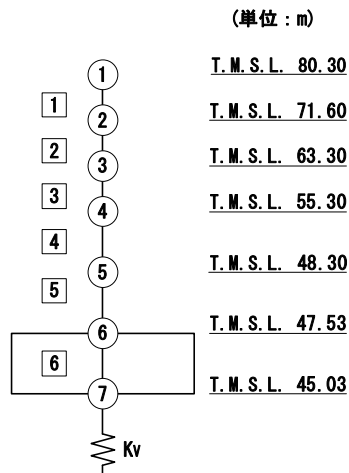 (単位：m)
① T.M.S.L. 80.30
1
② T.M.S.L. 71.60
2
③ T.M.S.L. 63.30
3
④ T.M.S.L. 55.30
4
⑤ T.M.S.L. 48.30
5
⑥ T.M.S.L. 47.53
6
⑦ T.M.S.L. 45.03
Kv